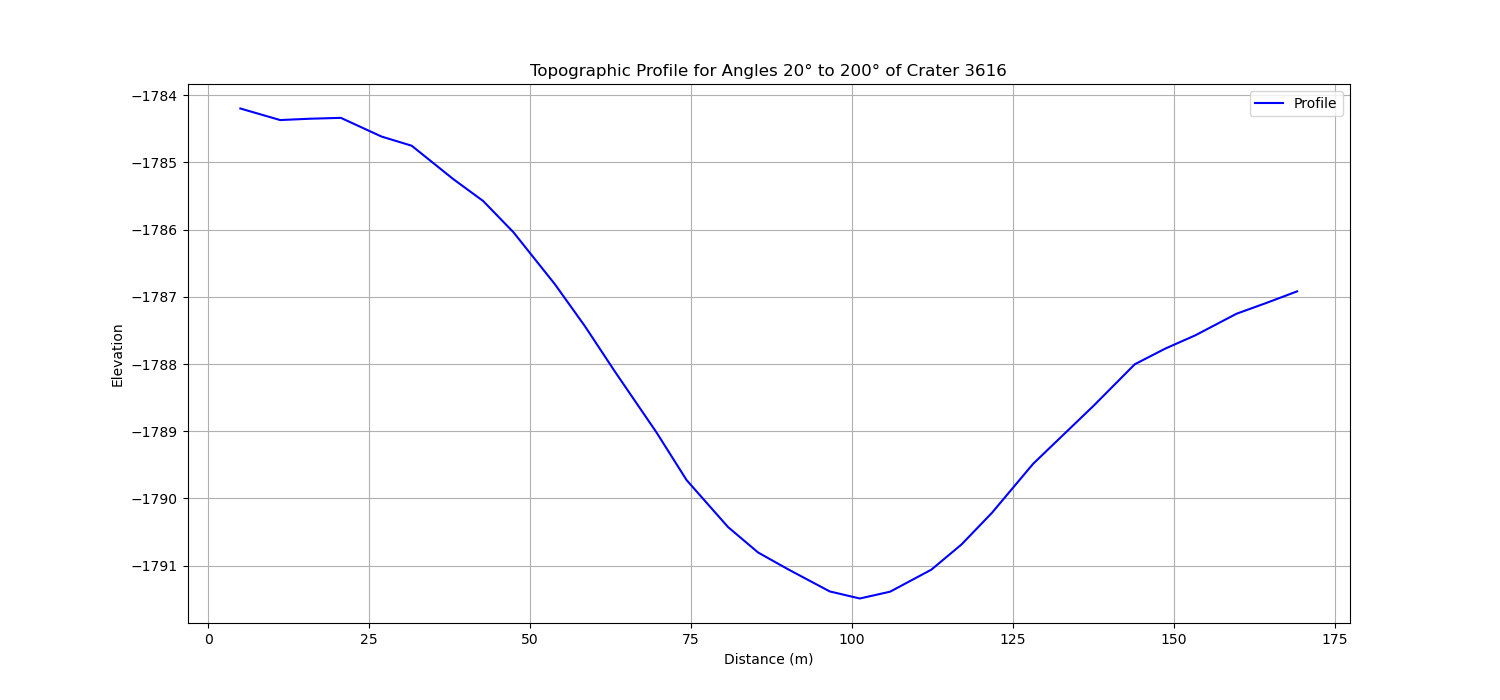 Topographic Profile for Angles 20° to 200° of Crater 3616
Profile
−1784
−1785
−1786
−1787
−1788
−1789
−1790
−1791
Elevation
0 25 50 75 100 125 150 175
Distance (m)